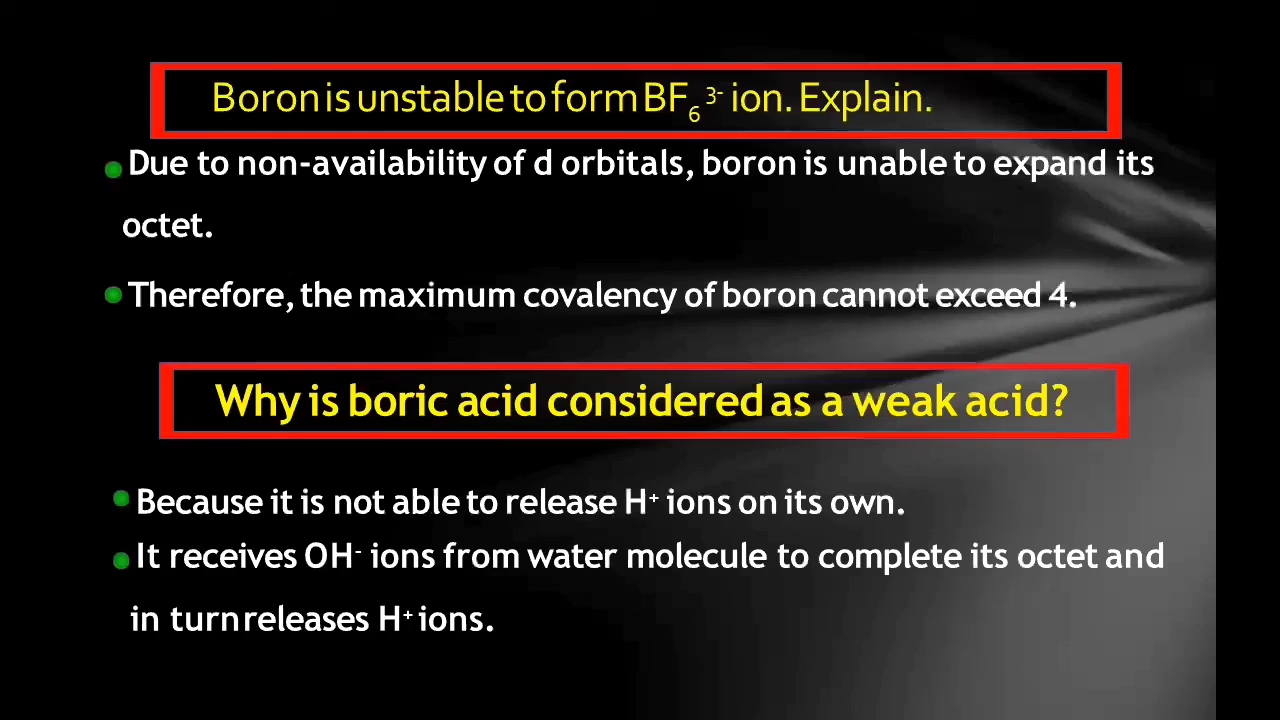 Boron is unstable to form BF₆³⁻ ion. Explain.
Due to non-availability of d orbitals, boron is unable to expand its
octet.
Therefore, the maximum covalency of boron cannot exceed 4.
Why is boric acid considered as a weak acid?
Because it is not able to release H⁺ ions on its own.
It receives OH⁻ ions from water molecule to complete its octet and
in turn releases H⁺ ions.